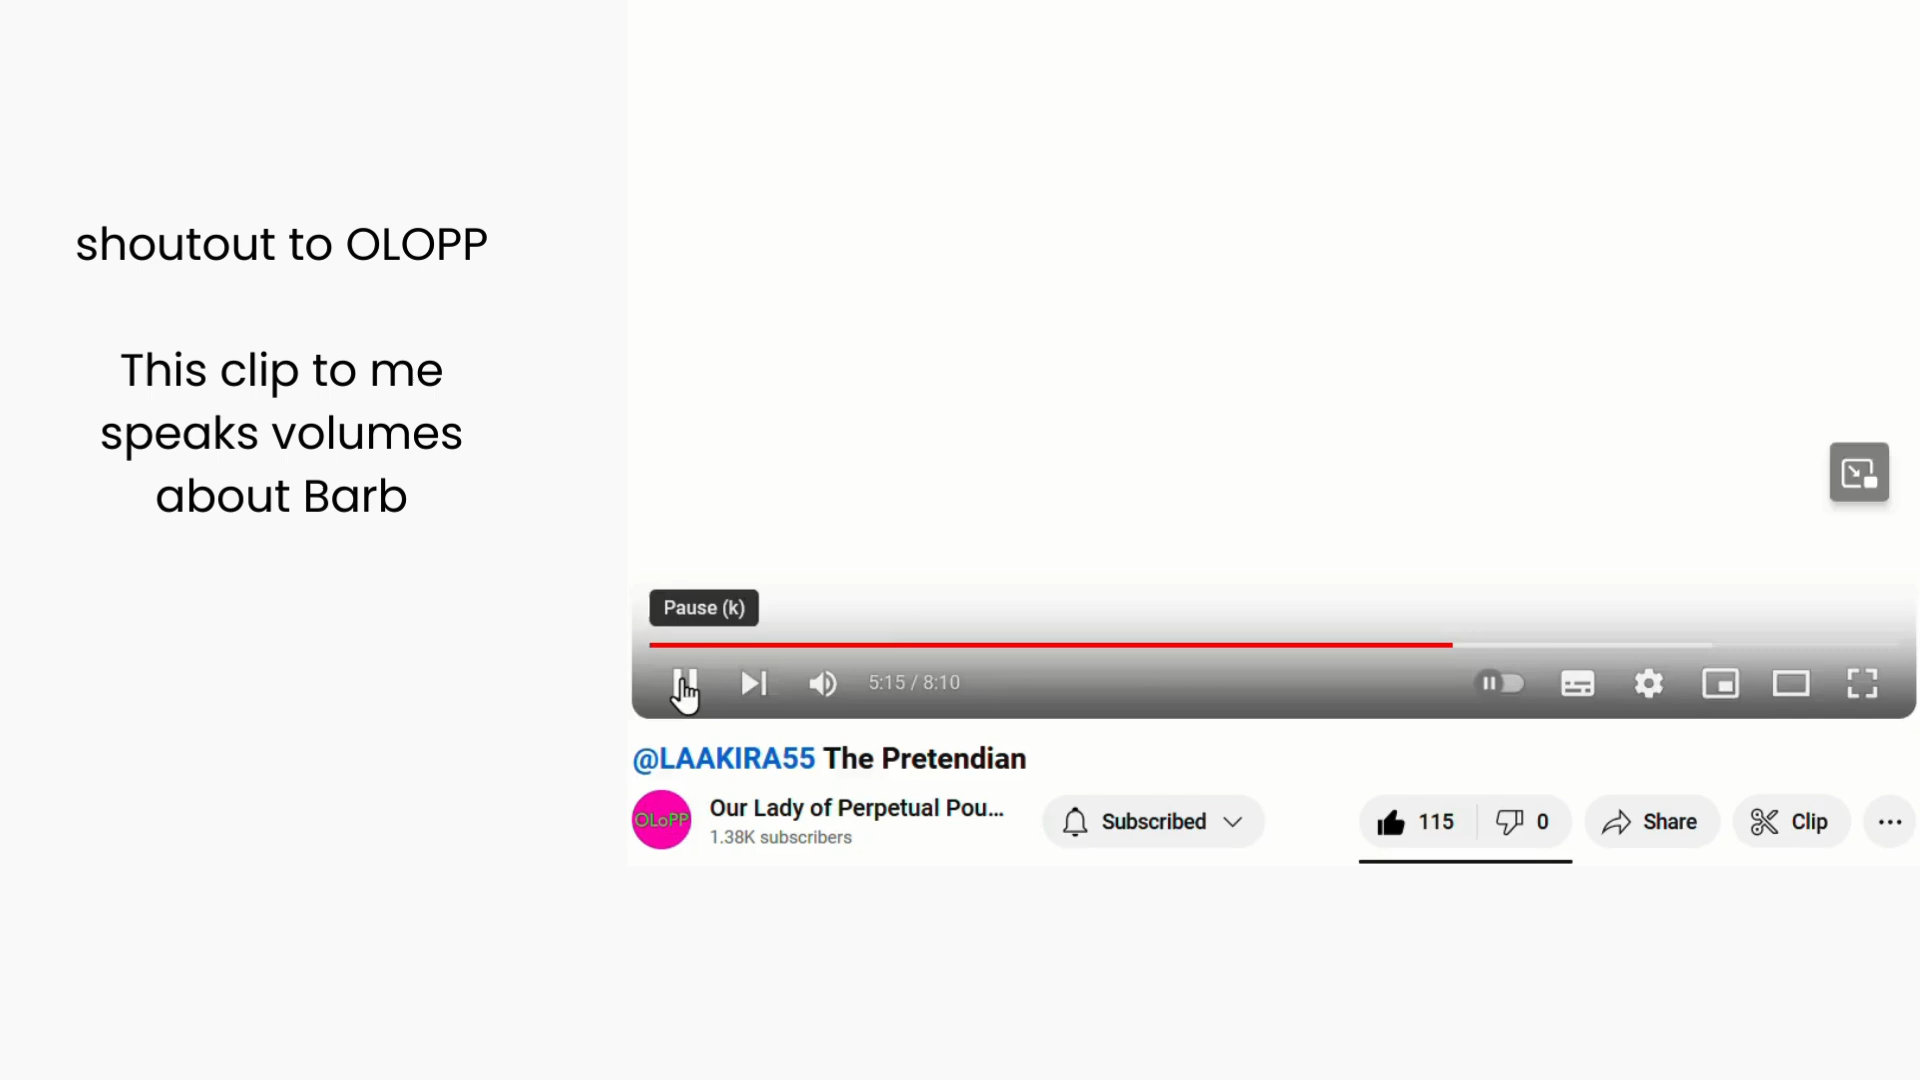 shoutout to OLOPP
This clip to me
speaks volumes
about Barb
Pause (k)
5:15 / 8:10
@LAAKIRA55 The Pretendian
OLoPP
Our Lady of Perpetual Pou...
1.38K subscribers
Subscribed
115
0
Share
Clip